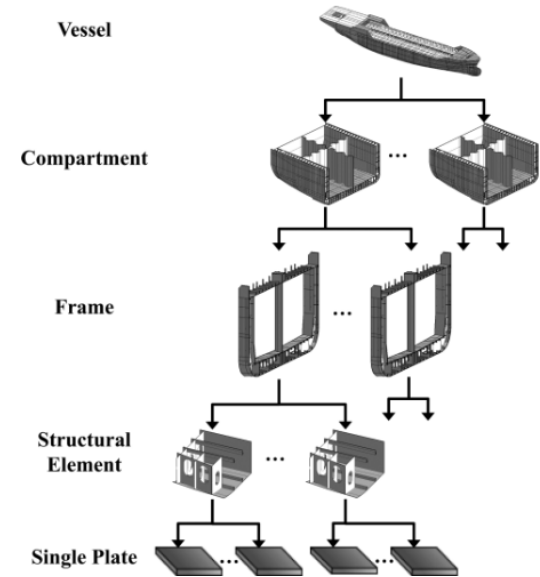 Vessel
Compartment
...
Frame
...
Structural
Element
...
Single Plate
...
...